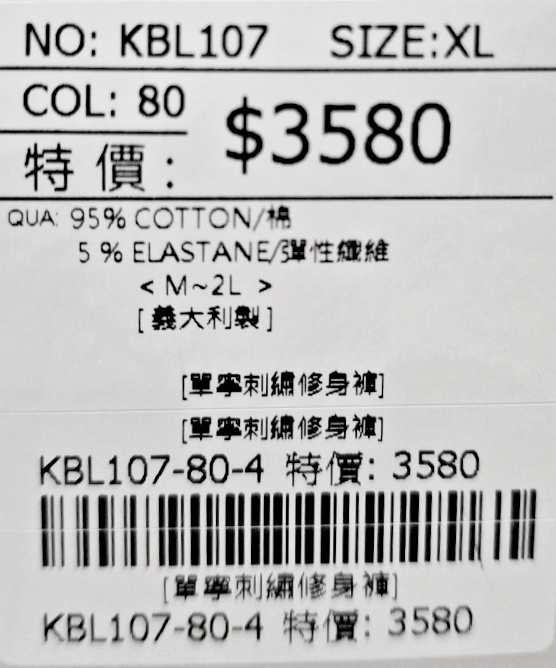 NO: KBL107 SIZE:XL
COL: 80
$3580
特價:
QUA: 95% COTTON/棉
5 % ELASTANE/彈性纖維
< M~2L >
[義大利製]
[單寧刺繡修身褲]
[單寧刺繡修身褲]
KBL107-80-4 特價: 3580
[單寧刺繡修身褲]
KBL107-80-4 特價: 3580